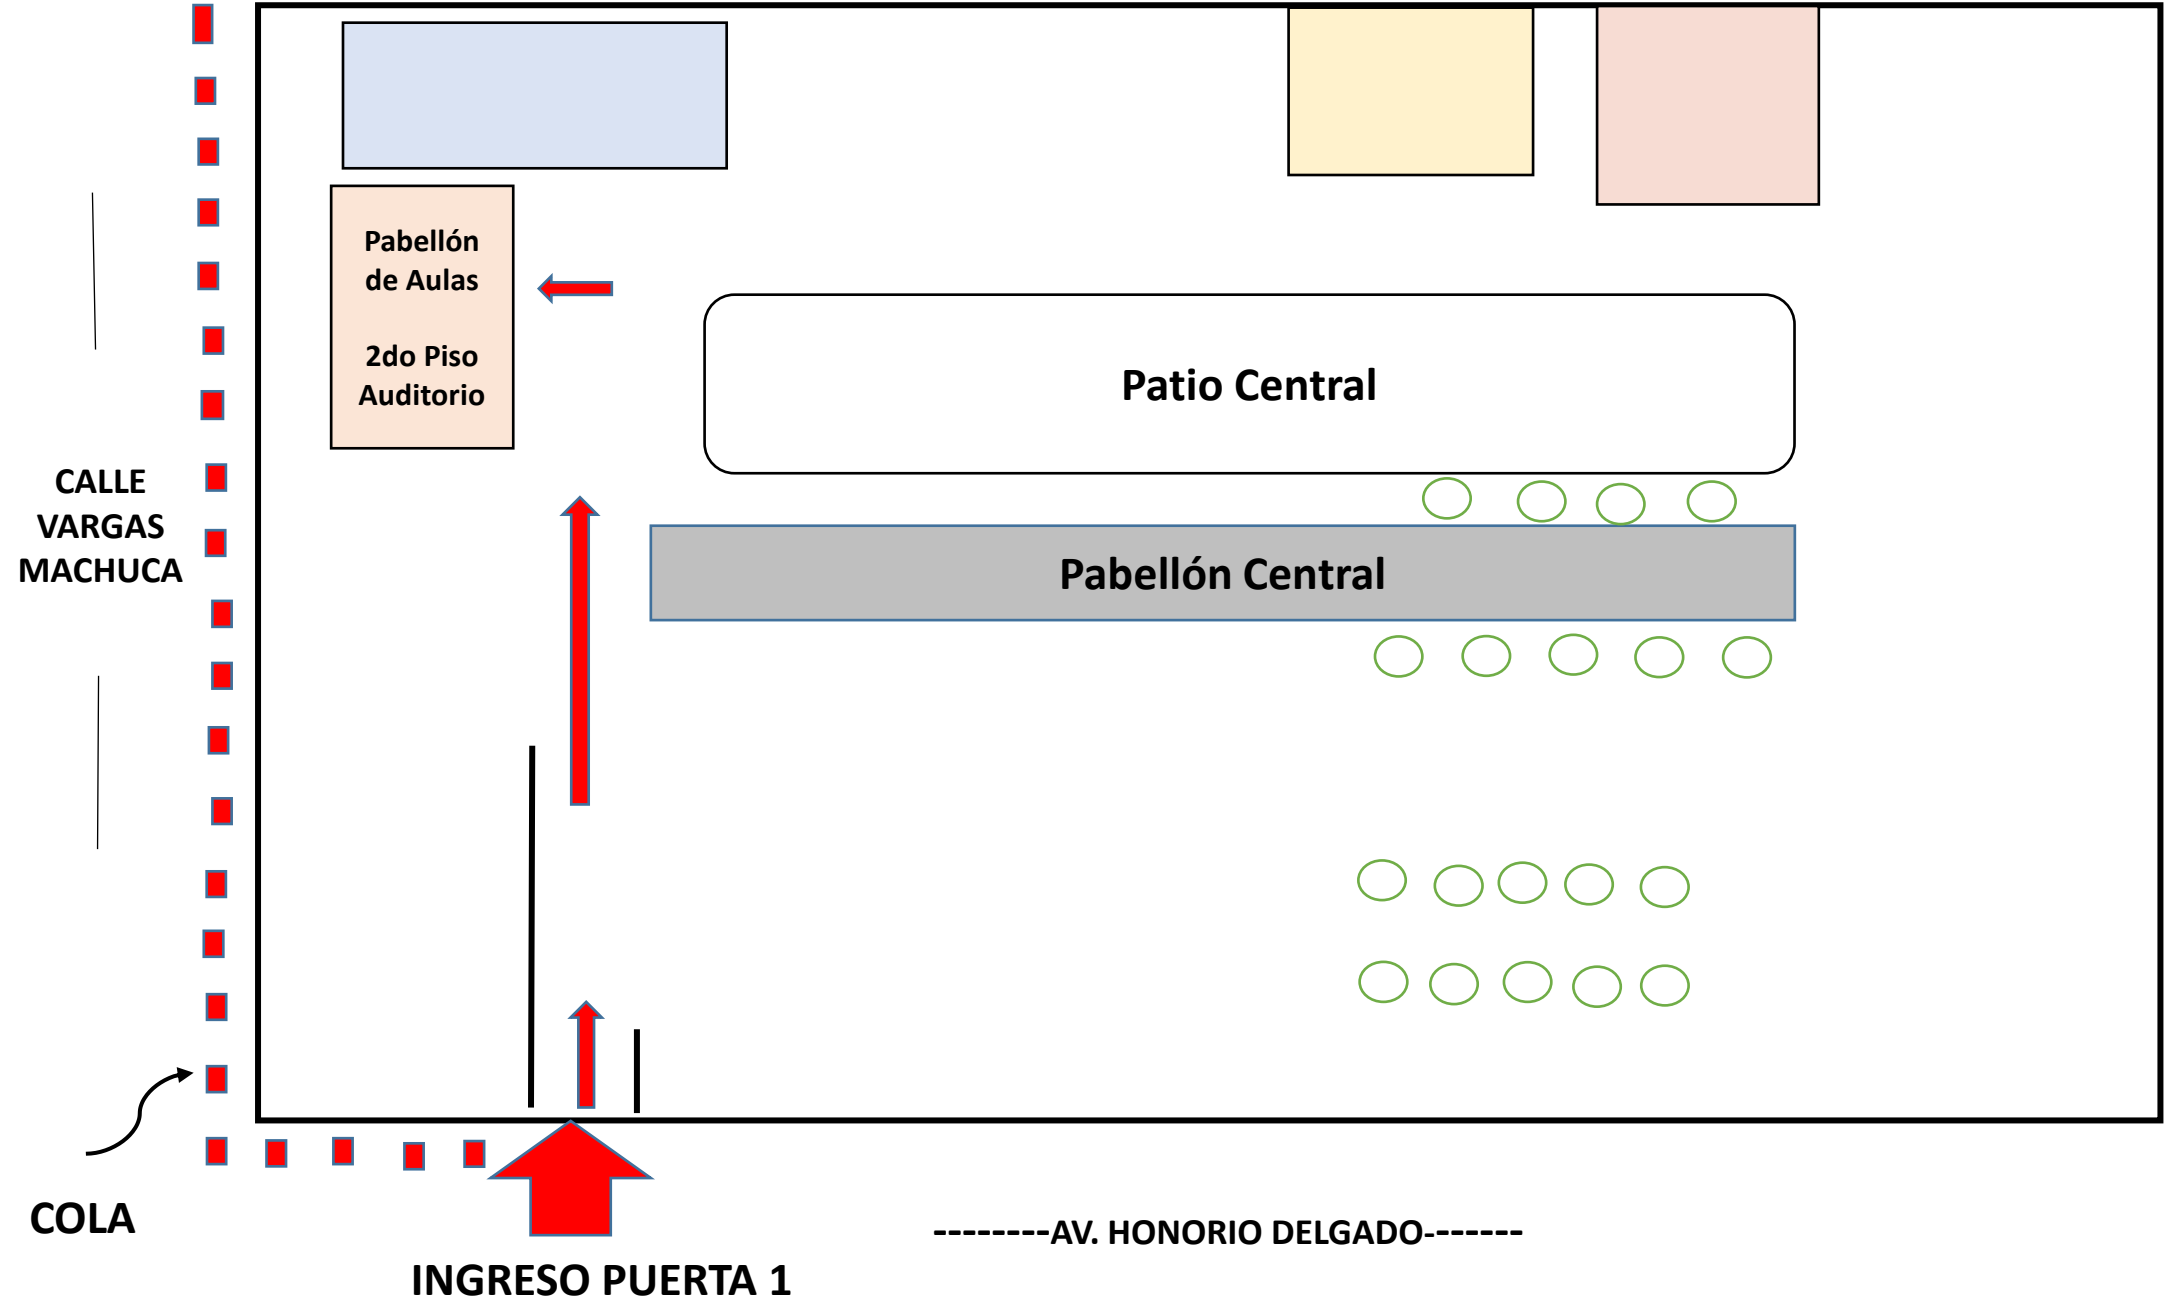 Pabellón
de Aulas
2do Piso
Auditorio
Patio Central
CALLE
VARGAS
MACHUCA
Pabellón Central
COLA
--------AV. HONORIO DELGADO-------
INGRESO PUERTA 1